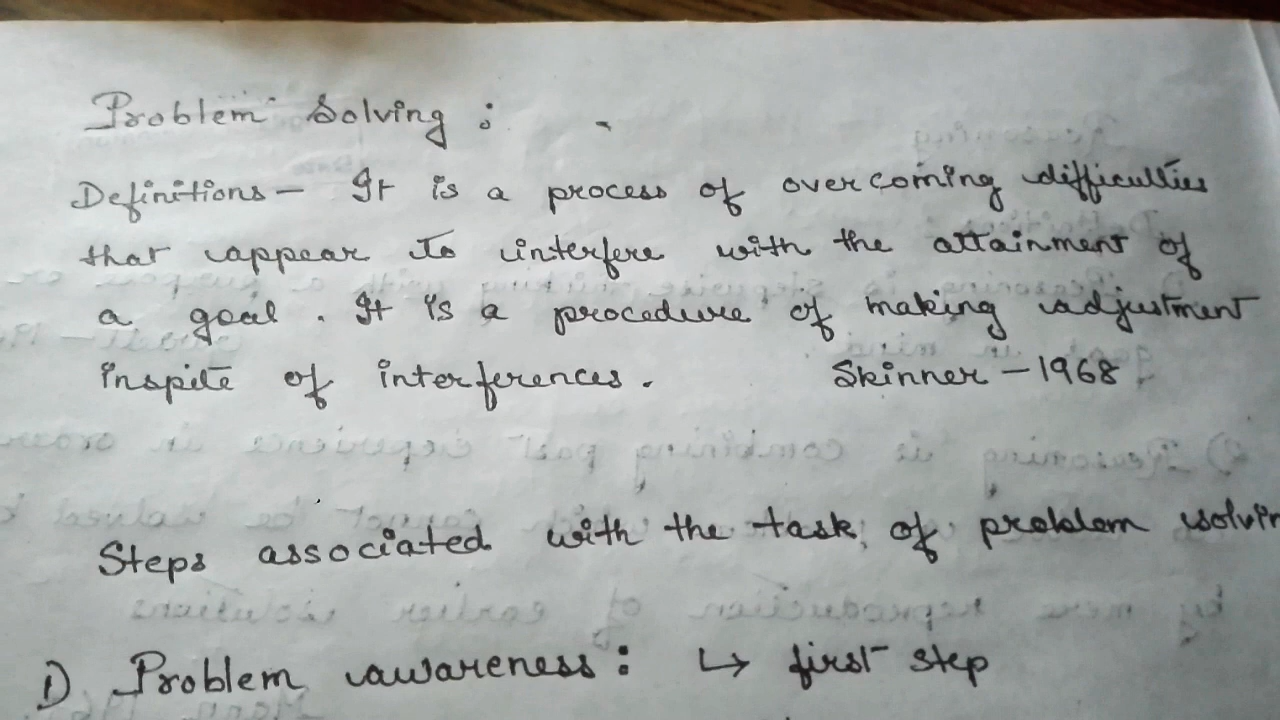 Problem Solving :
Definitions - It is a process of overcoming difficulties
that appear to interfere with the attainment of
a goal. It is a procedure of making adjustment
inspite of interferences. Skinner - 1968
Steps associated with the task of problem solvin
1) Problem awareness : ↳ first step